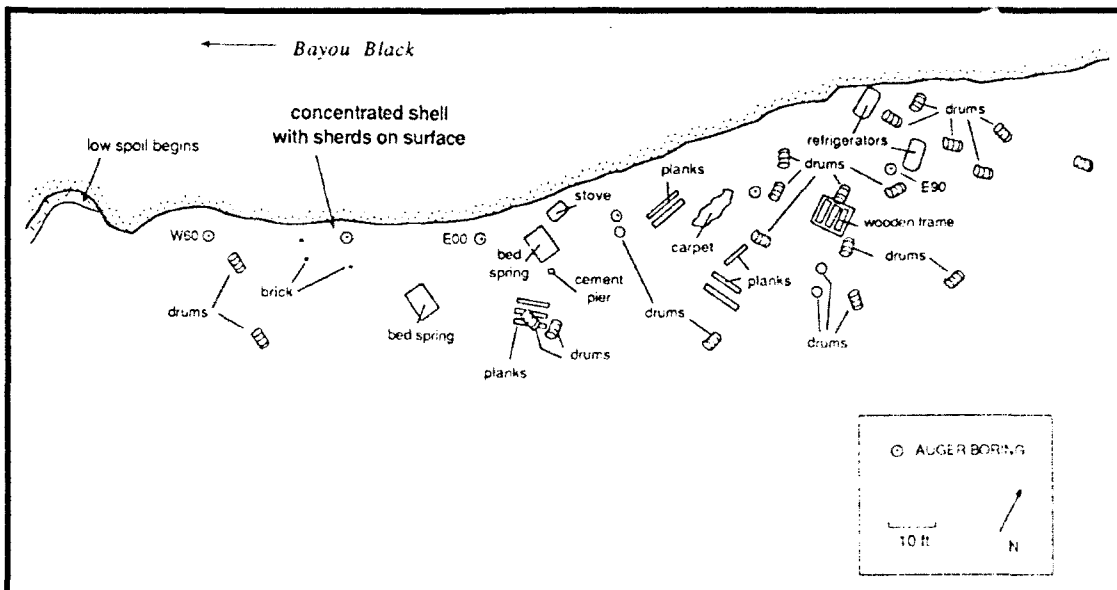 Bayou Black
concentrated shell
with sherds on surface
low spoil begins
drums
refrigerators
drums
planks
E90
stove
wooden frame
W60
E00
carpet
bed
spring
drums
brick
cement
pier
planks
drums
bed spring
drums
drums
drums
planks
AUGER BORING
10 ft
N